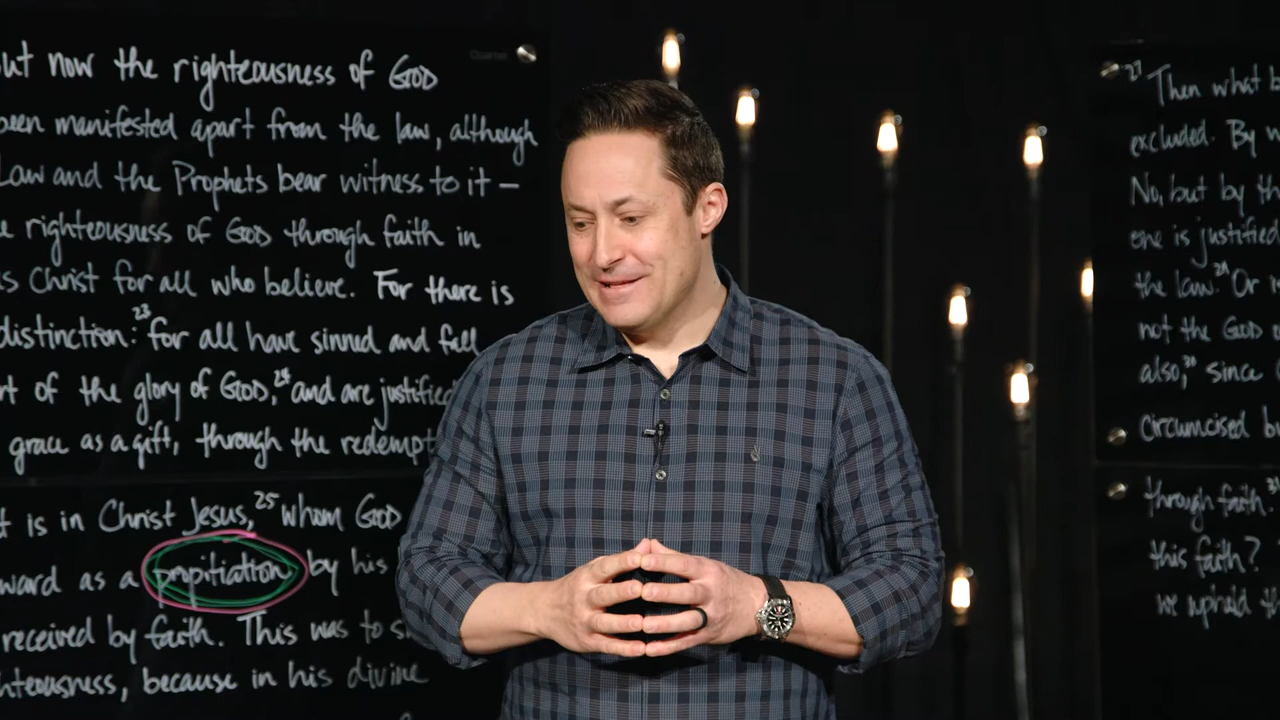 but now the righteousness of GOD
been manifested apart from the law, although
Law and the Prophets bear witness to it —
righteousness of GOD through faith in
Christ for all who believe. For there is
distinction: 23 for all have sinned and fall
of the glory of GOD, 24 and are justified
grace as a gift, through the redempt
is in Christ Jesus, 25 whom GOD
ward as a propitiation by his
received by faith. This was to s
hteousness, because in his divine
27 Then what b
excluded. By w
No, but by th
one is justified
the law. 29 Or
not the GOD
also, 30 since
circumcised by
through faith. 31
this faith?
we uphold th